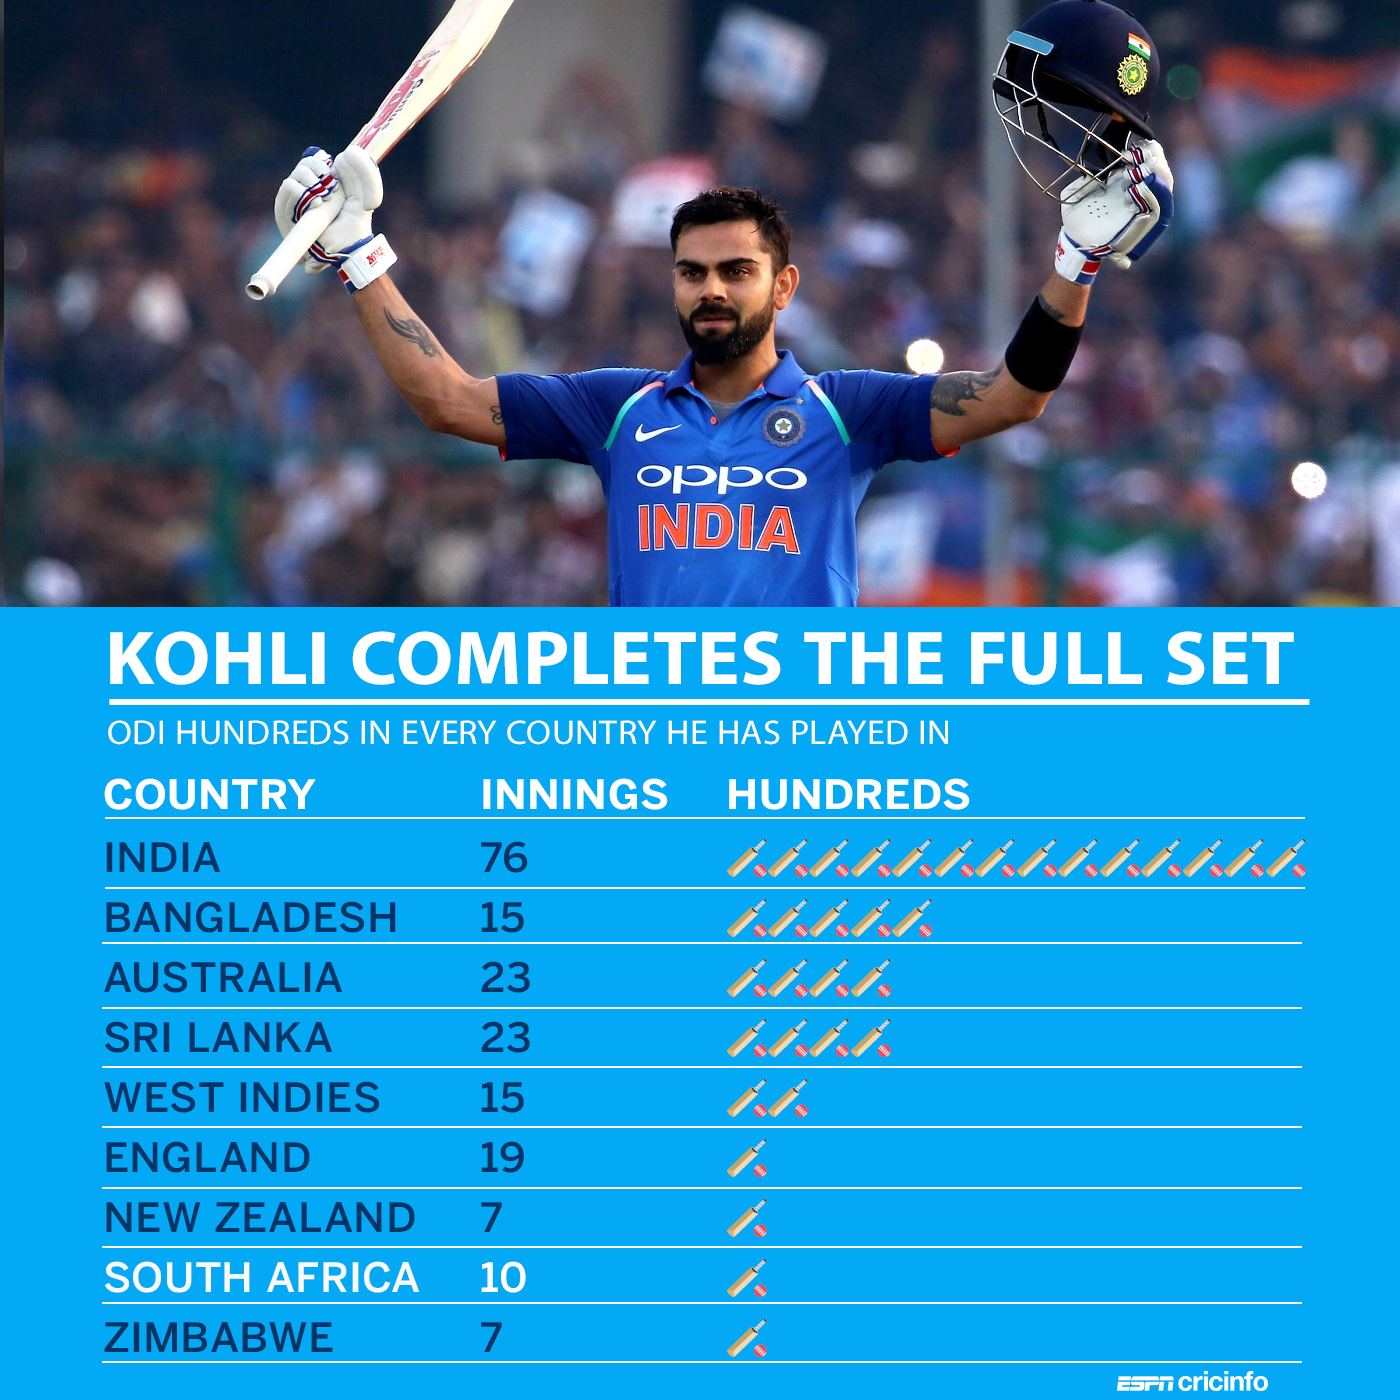 oppo
INDIA
KOHLI COMPLETES THE FULL SET
ODI HUNDREDS IN EVERY COUNTRY HE HAS PLAYED IN
COUNTRY INNINGS HUNDREDS
INDIA 76
BANGLADESH 15
AUSTRALIA 23
SRI LANKA 23
WEST INDIES 15
ENGLAND 19
NEW ZEALAND 7
SOUTH AFRICA 10
ZIMBABWE 7
ESPN cricinfo